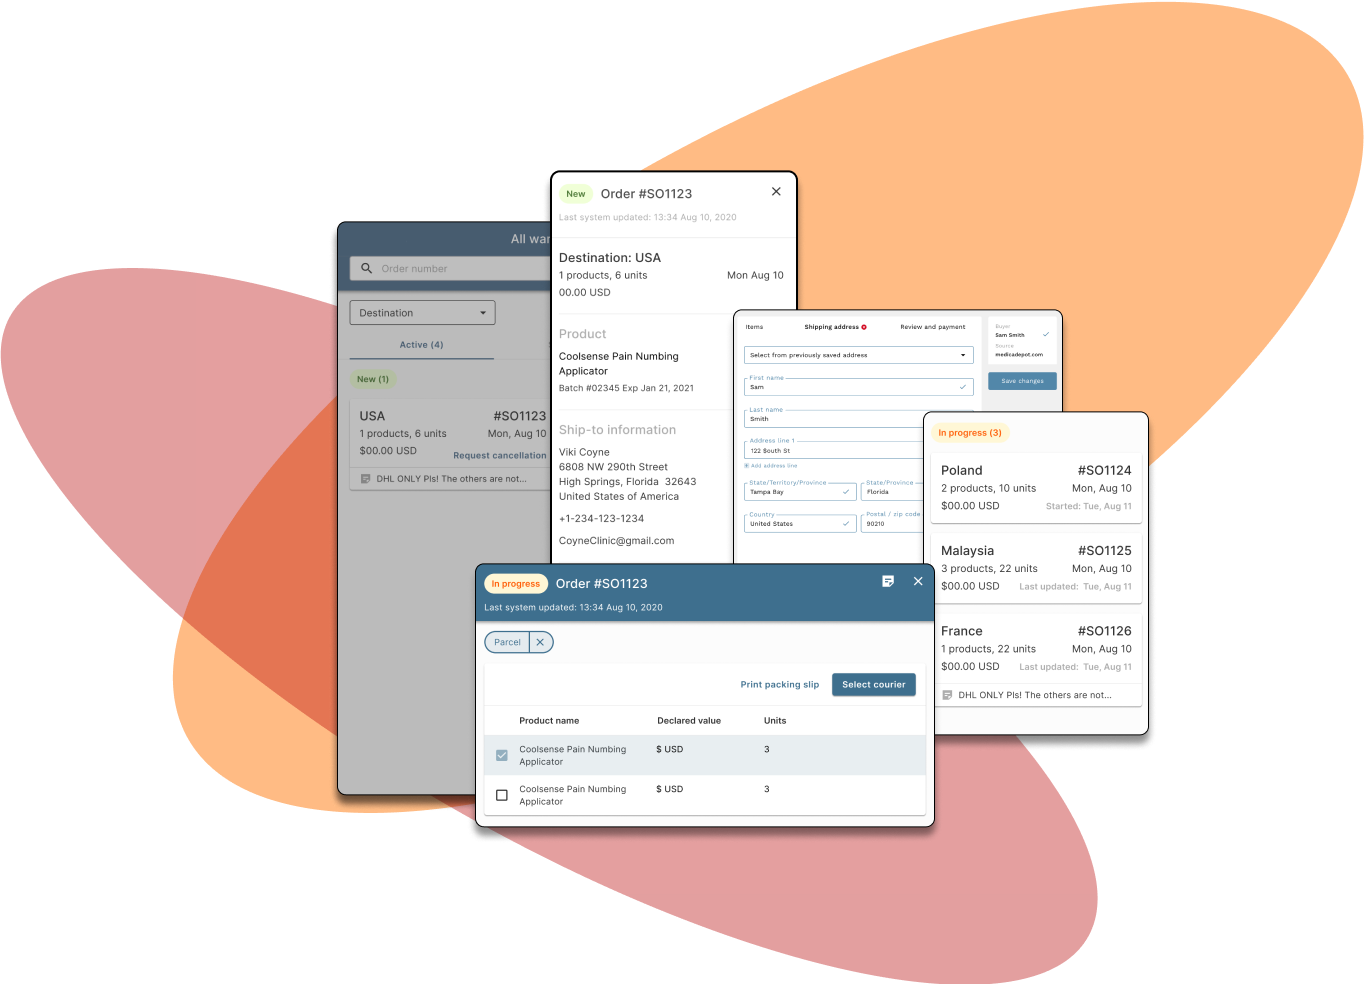 All wa
Order number
Destination
Active (4)
New (1)
USA #SO1123
1 products, 6 units Mon, Aug 10
$00.00 USD
Request cancellation
DHL ONLY Pls! The others are not...
New Order #SO1123
Last system updated: 13:34 Aug 10, 2020
Destination: USA
1 products, 6 units Mon Aug 10
00.00 USD
Product
Coolsense Pain Numbing
Applicator
Batch #02345 Exp Jan 21, 2021
Ship-to information
Viki Coyne
6808 NW 290th Street
High Springs, Florida 32643
United States of America
+1-234-123-1234
CoyneClinic@gmail.com
Items Shipping address Review and payment
Select from previously saved address
First name
Sam
Last name
Smith
Address line 1
122 South St
Add address line
State/Territory/Province State/Province
Tampa Bay Florida
Country Postal / zip code
United States 90210
Buyer
Sam Smith
Source
medicadepot.com
Save changes
In progress (3)
Poland #SO1124
2 products, 10 units Mon, Aug 10
$00.00 USD Started: Tue, Aug 11
Malaysia #SO1125
3 products, 22 units Mon, Aug 10
$00.00 USD Last updated: Tue, Aug 11
France #SO1126
1 products, 22 units Mon, Aug 10
$00.00 USD Last updated: Tue, Aug 11
DHL ONLY Pls! The others are not...
In progress Order #SO1123
Last system updated: 13:34 Aug 10, 2020
Parcel
Print packing slip Select courier
Product name Declared value Units
Coolsense Pain Numbing $ USD 3
Applicator
Coolsense Pain Numbing $ USD 3
Applicator